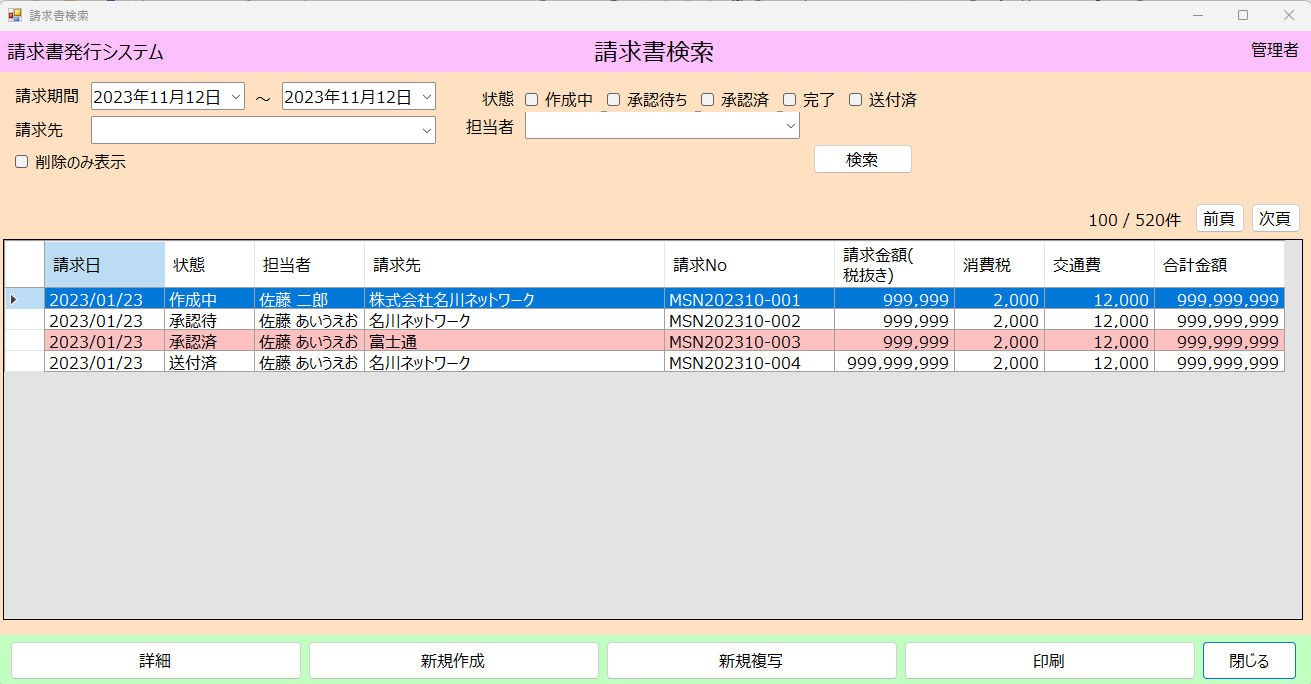 請求書検索
請求書発行システム 請求書検索 管理者
請求期間 2023年11月12日 ～ 2023年11月12日 状態 作成中 承認待ち 承認済 完了 送付済
請求先 担当者
削除のみ表示 検索
100 / 520件 前頁 次頁
請求日 状態 担当者 請求先 請求No 請求金額(税抜き) 消費税 交通費 合計金額
2023/01/23 作成中 佐藤 二郎 株式会社名川ネットワーク MSN202310-001 999,999 2,000 12,000 999,999,999
2023/01/23 承認待 佐藤 あいうえお 名川ネットワーク MSN202310-002 999,999 2,000 12,000 999,999,999
2023/01/23 承認済 佐藤 あいうえお 富士通 MSN202310-003 999,999 2,000 12,000 999,999,999
2023/01/23 送付済 佐藤 あいうえお 名川ネットワーク MSN202310-004 999,999,999 2,000 12,000 999,999,999
詳細 新規作成 新規複写 印刷 閉じる